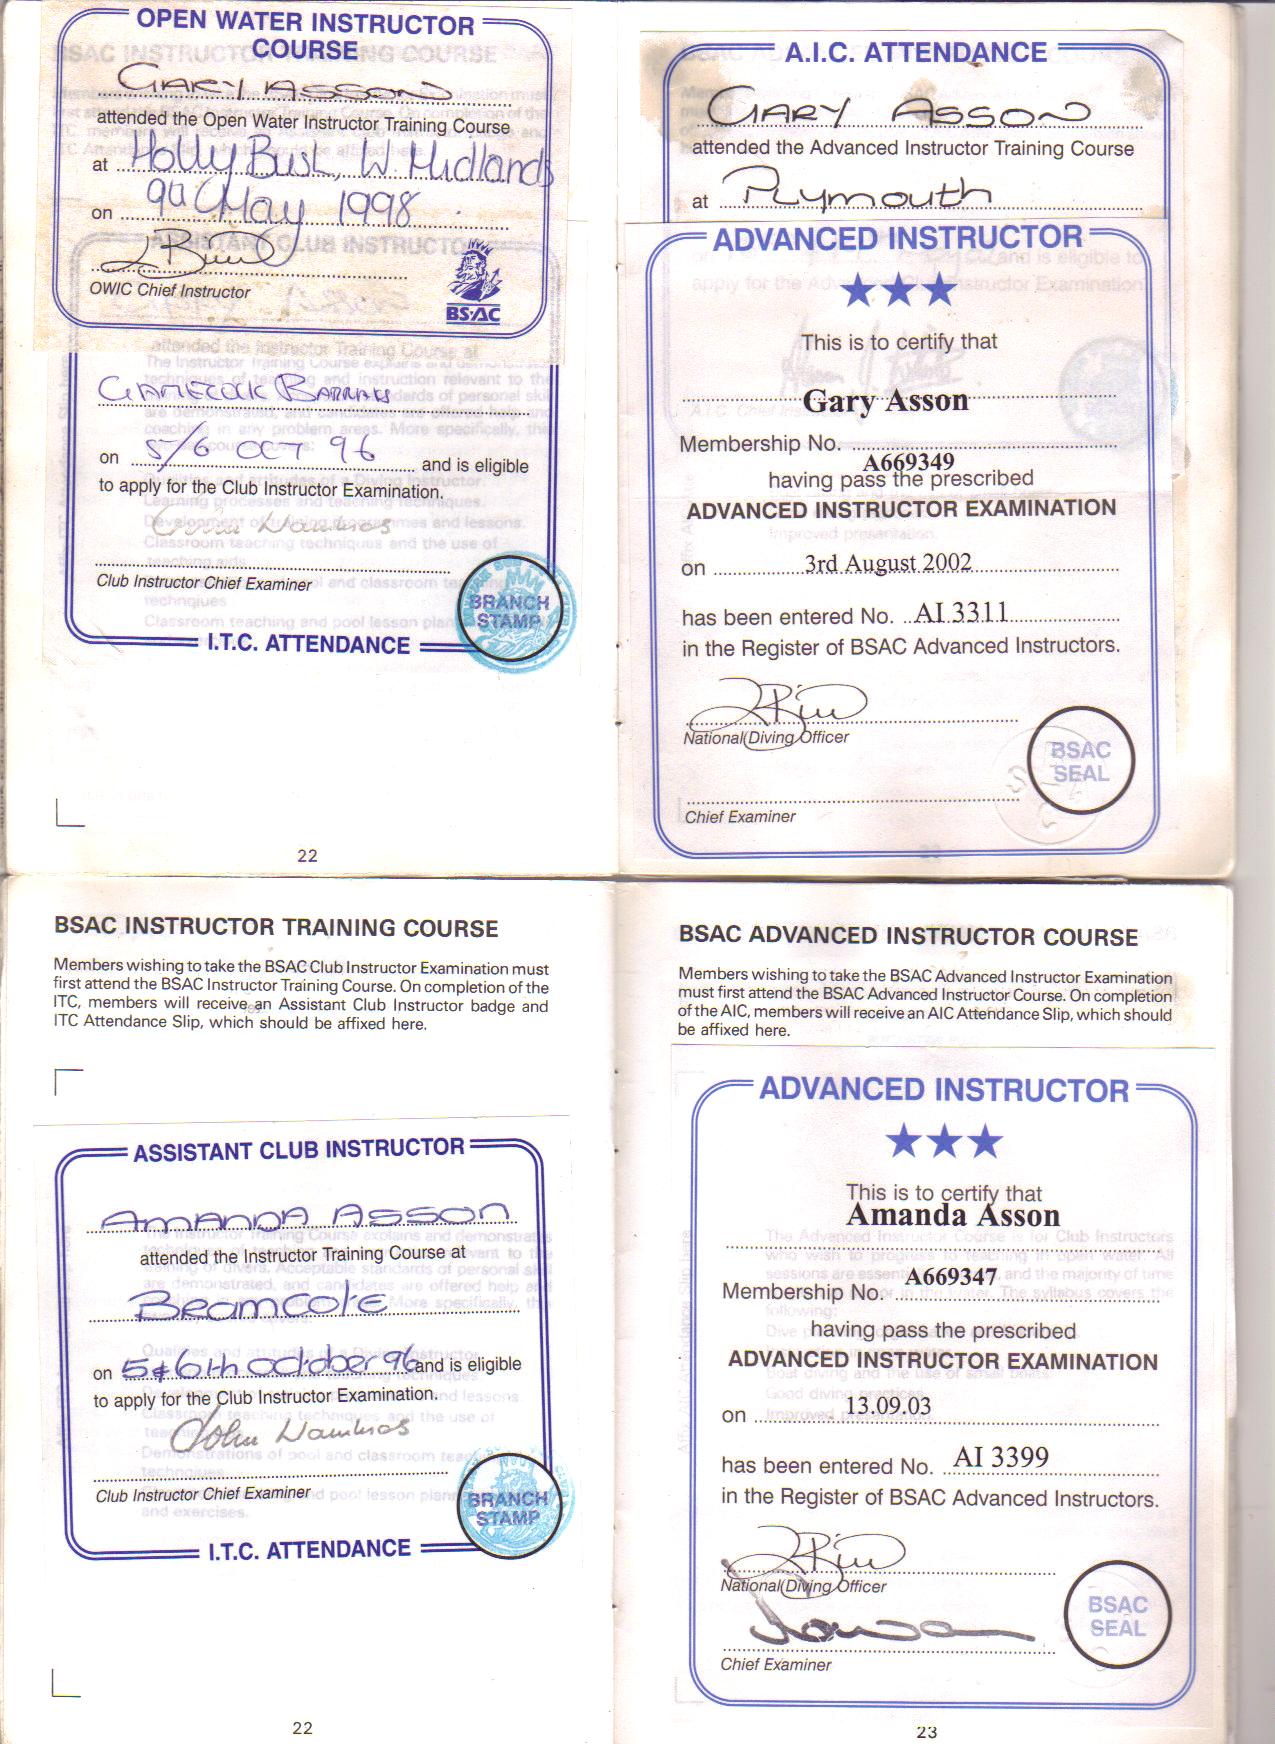 OPEN WATER INSTRUCTOR
COURSE
GARY ASSON
attended the Open Water Instructor Training Course
at Holly Bush, W. Midlands
on 9th May 1998
OWIC Chief Instructor
BS·AC
GAMECOCK BARRAKS
on 5/6 OCT 96 and is eligible
to apply for the Club Instructor Examination.
Club Instructor Chief Examiner
BRANCH
STAMP
I.T.C. ATTENDANCE
22
A.I.C. ATTENDANCE
GARY ASSON
attended the Advanced Instructor Training Course
at Plymouth
ADVANCED INSTRUCTOR
This is to certify that
Gary Asson
Membership No.
A669349
having pass the prescribed
ADVANCED INSTRUCTOR EXAMINATION
on 3rd August 2002
has been entered No. AI 3311
in the Register of BSAC Advanced Instructors.
National Diving Officer
BSAC
SEAL
Chief Examiner
BSAC INSTRUCTOR TRAINING COURSE
Members wishing to take the BSAC Club Instructor Examination must
first attend the BSAC Instructor Training Course. On completion of the
ITC, members will receive an Assistant Club Instructor badge and
ITC Attendance Slip, which should be affixed here.
ASSISTANT CLUB INSTRUCTOR
AMANDA ASSON
attended the Instructor Training Course at
Bramcote
on 5 & 6th October 96 and is eligible
to apply for the Club Instructor Examination.
Club Instructor Chief Examiner
BRANCH
STAMP
I.T.C. ATTENDANCE
22
BSAC ADVANCED INSTRUCTOR COURSE
Members wishing to take the BSAC Advanced Instructor Examination
must first attend the BSAC Advanced Instructor Course. On completion
of the AIC, members will receive an AIC Attendance Slip, which should
be affixed here.
ADVANCED INSTRUCTOR
This is to certify that
Amanda Asson
A669347
Membership No.
having pass the prescribed
ADVANCED INSTRUCTOR EXAMINATION
on 13.09.03
has been entered No. AI 3399
in the Register of BSAC Advanced Instructors.
National Diving Officer
BSAC
SEAL
Chief Examiner
23